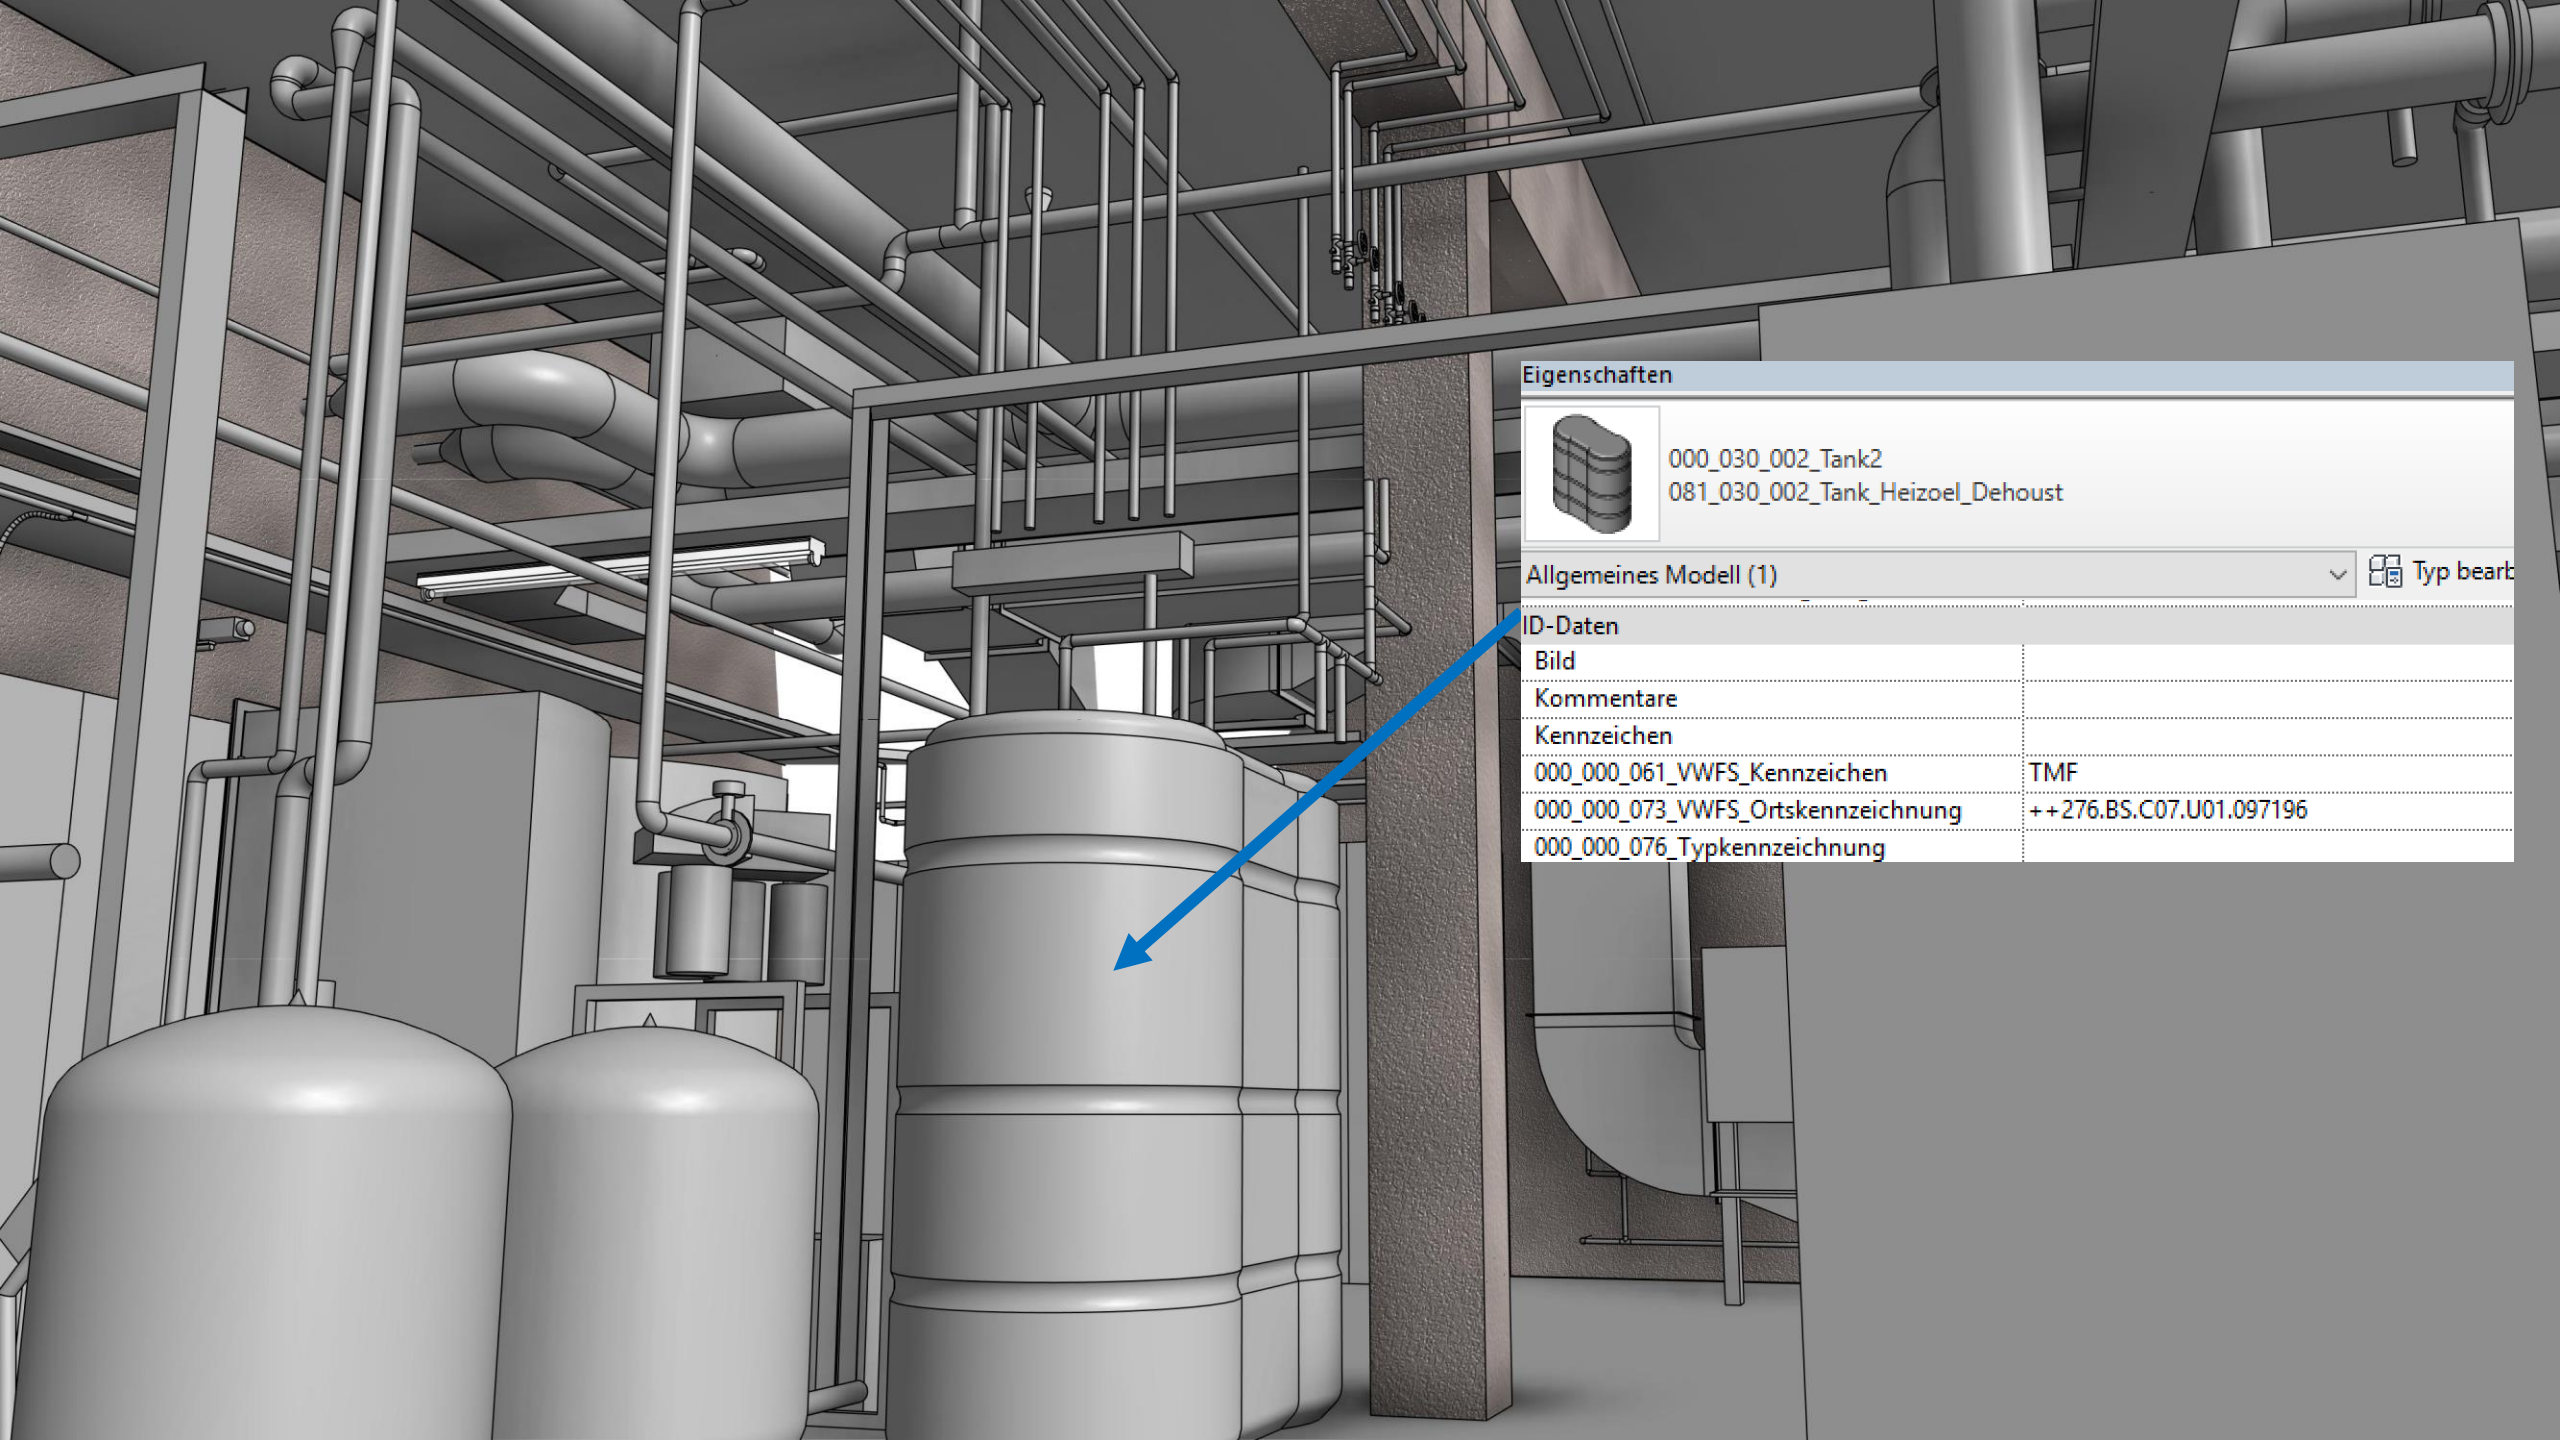 Eigenschaften
000_030_002_Tank2
081_030_002_Tank_Heizoel_Dehoust
Allgemeines Modell (1)
Typ bearb
ID-Daten
Bild
Kommentare
Kennzeichen
000_000_061_VWFS_Kennzeichen TMF
000_000_073_VWFS_Ortskennzeichnung ++276.BS.C07.U01.097196
000_000_076_Typkennzeichnung